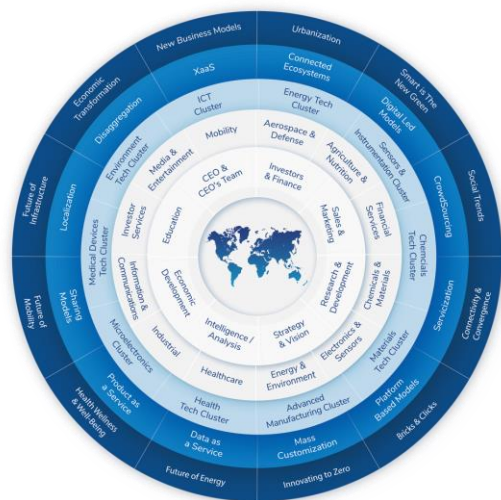 New Business Models
Urbanization
Smart is The
New Green
Social Trends
Connectivity &
Convergence
Bricks & Clicks
Innovating to Zero
Future of Energy
Health Wellness
& Well-Being
Future of
Mobility
Future of
Infrastructure
Economic
Transformation
XaaS
Connected
Ecosystems
Digital Led
Models
CrowdSourcing
Servicization
Platform
Based Models
Mass
Customization
Data as
a Service
Product as
a Service
Sharing
Models
Localization
Disaggregation
ICT
Cluster
Energy Tech
Cluster
Sensors &
Instrumentation Cluster
Chemcials
Tech Cluster
Materials
Tech Cluster
Advanced
Manufacturing Cluster
Health
Tech Cluster
Microelectronics
Cluster
Medical Devices
Tech Cluster
Environment
Tech Cluster
Mobility
Aerospace &
Defense
Agriculture &
Nutrition
Financial
Services
Chemicals &
Materials
Electronics &
Sensors
Energy &
Environment
Healthcare
Industrial
Information &
Communications
Investor
Services
Media &
Entertainment
CEO &
CEO's Team
Investors
& Finance
Sales &
Marketing
Research &
Development
Strategy
& Vision
Intelligence /
Analysis
Economic
Development
Education